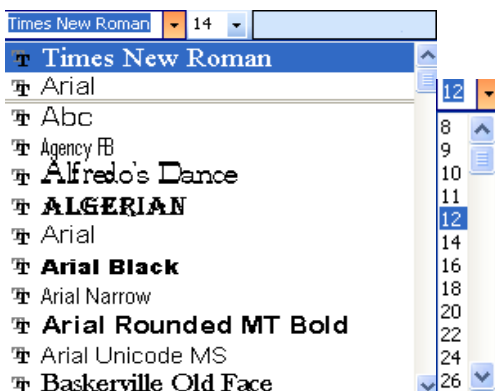 Times New Roman 14
Times New Roman
Arial
Abc
Agency FB
Alfredo's Dance
ALGERIAN
Arial
Arial Black
Arial Narrow
Arial Rounded MT Bold
Arial Unicode MS
Baskerville Old Face
12
8
9
10
11
12
14
16
18
20
22
24
26